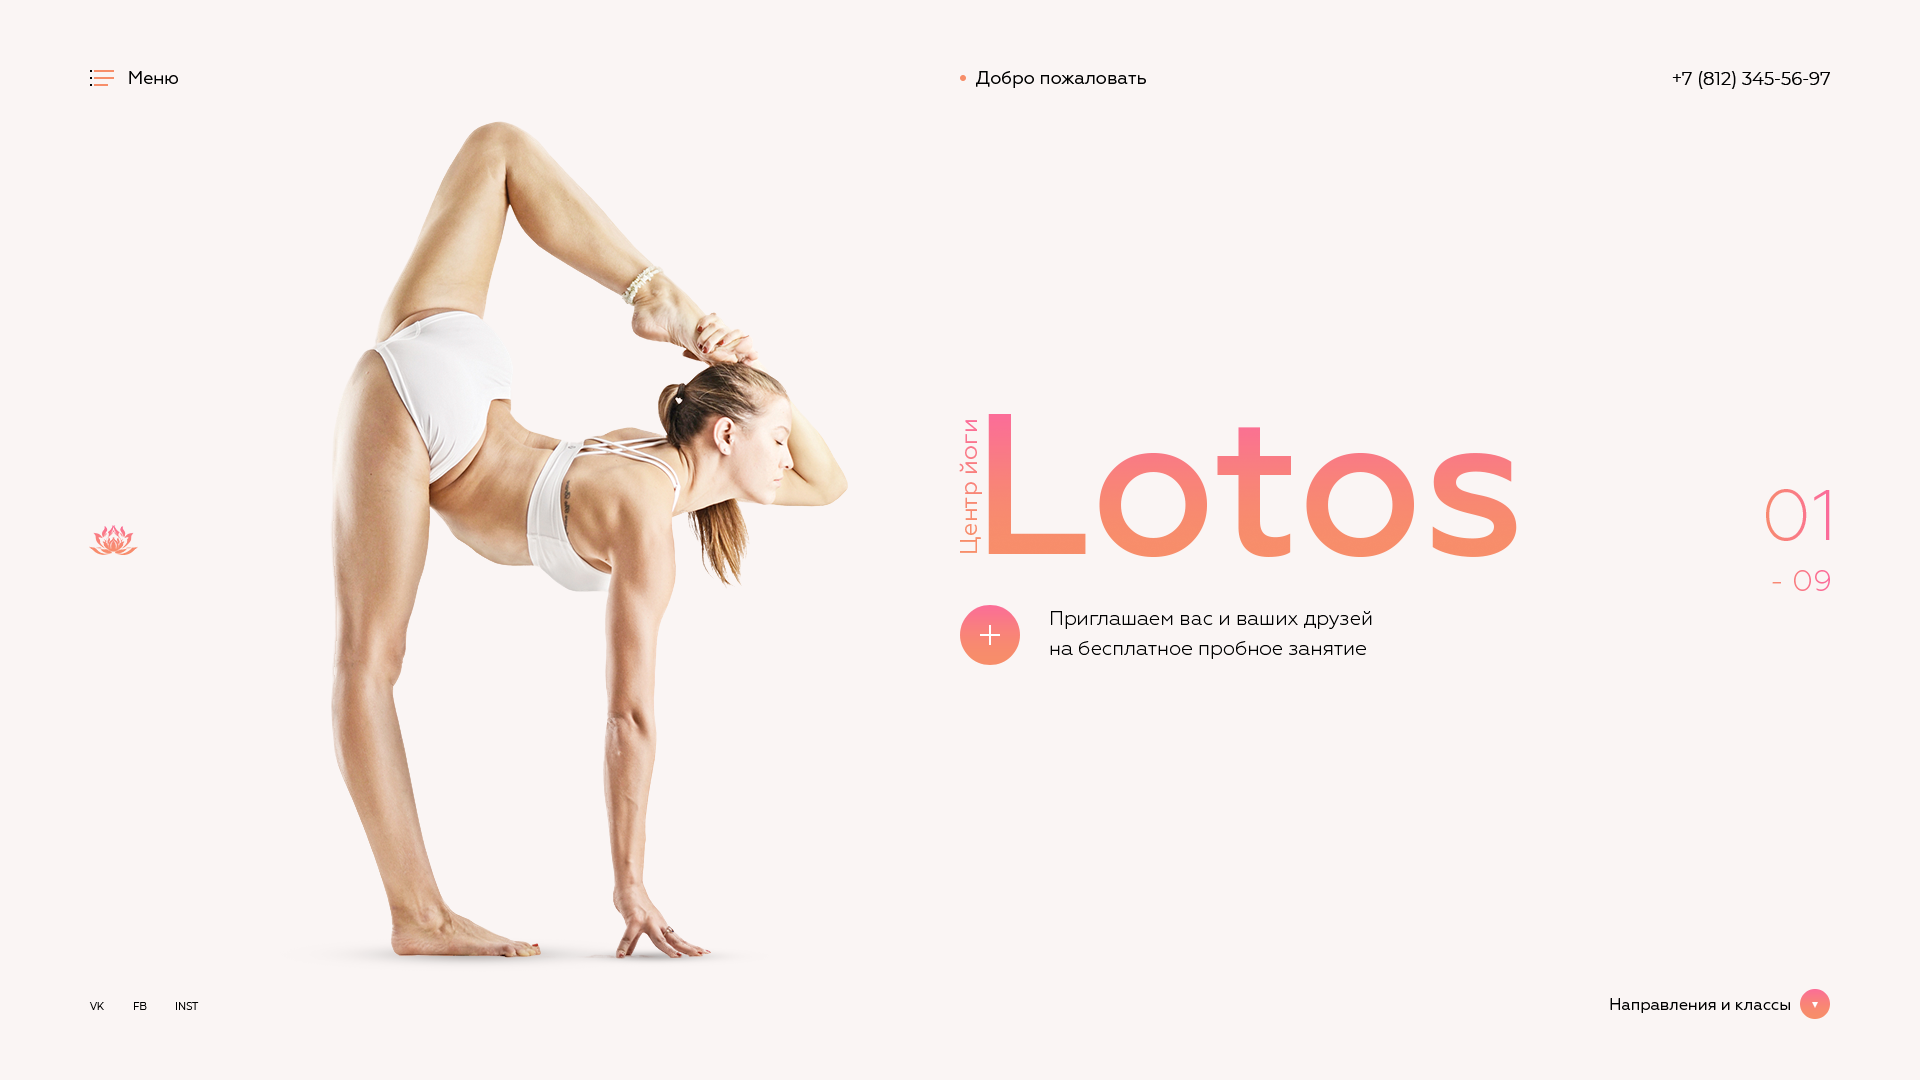 Меню
Добро пожаловать
+7 (812) 345-56-97
Центр йоги
Lotos
Приглашаем вас и ваших друзей
на бесплатное пробное занятие
01
- 09
VK FB INST
Направления и классы